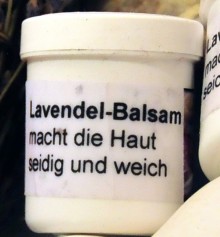 Lavendel-Balsam
macht die Haut
seidig und weich